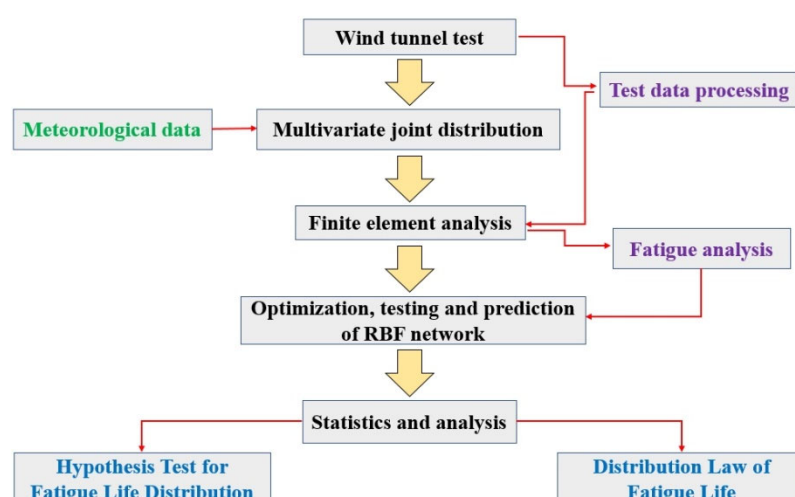 Wind tunnel test
Test data processing
Meteorological data
Multivariate joint distribution
Finite element analysis
Fatigue analysis
Optimization, testing and prediction
of RBF network
Statistics and analysis
Hypothesis Test for
Fatigue Life Distribution
Distribution Law of
Fatigue Life